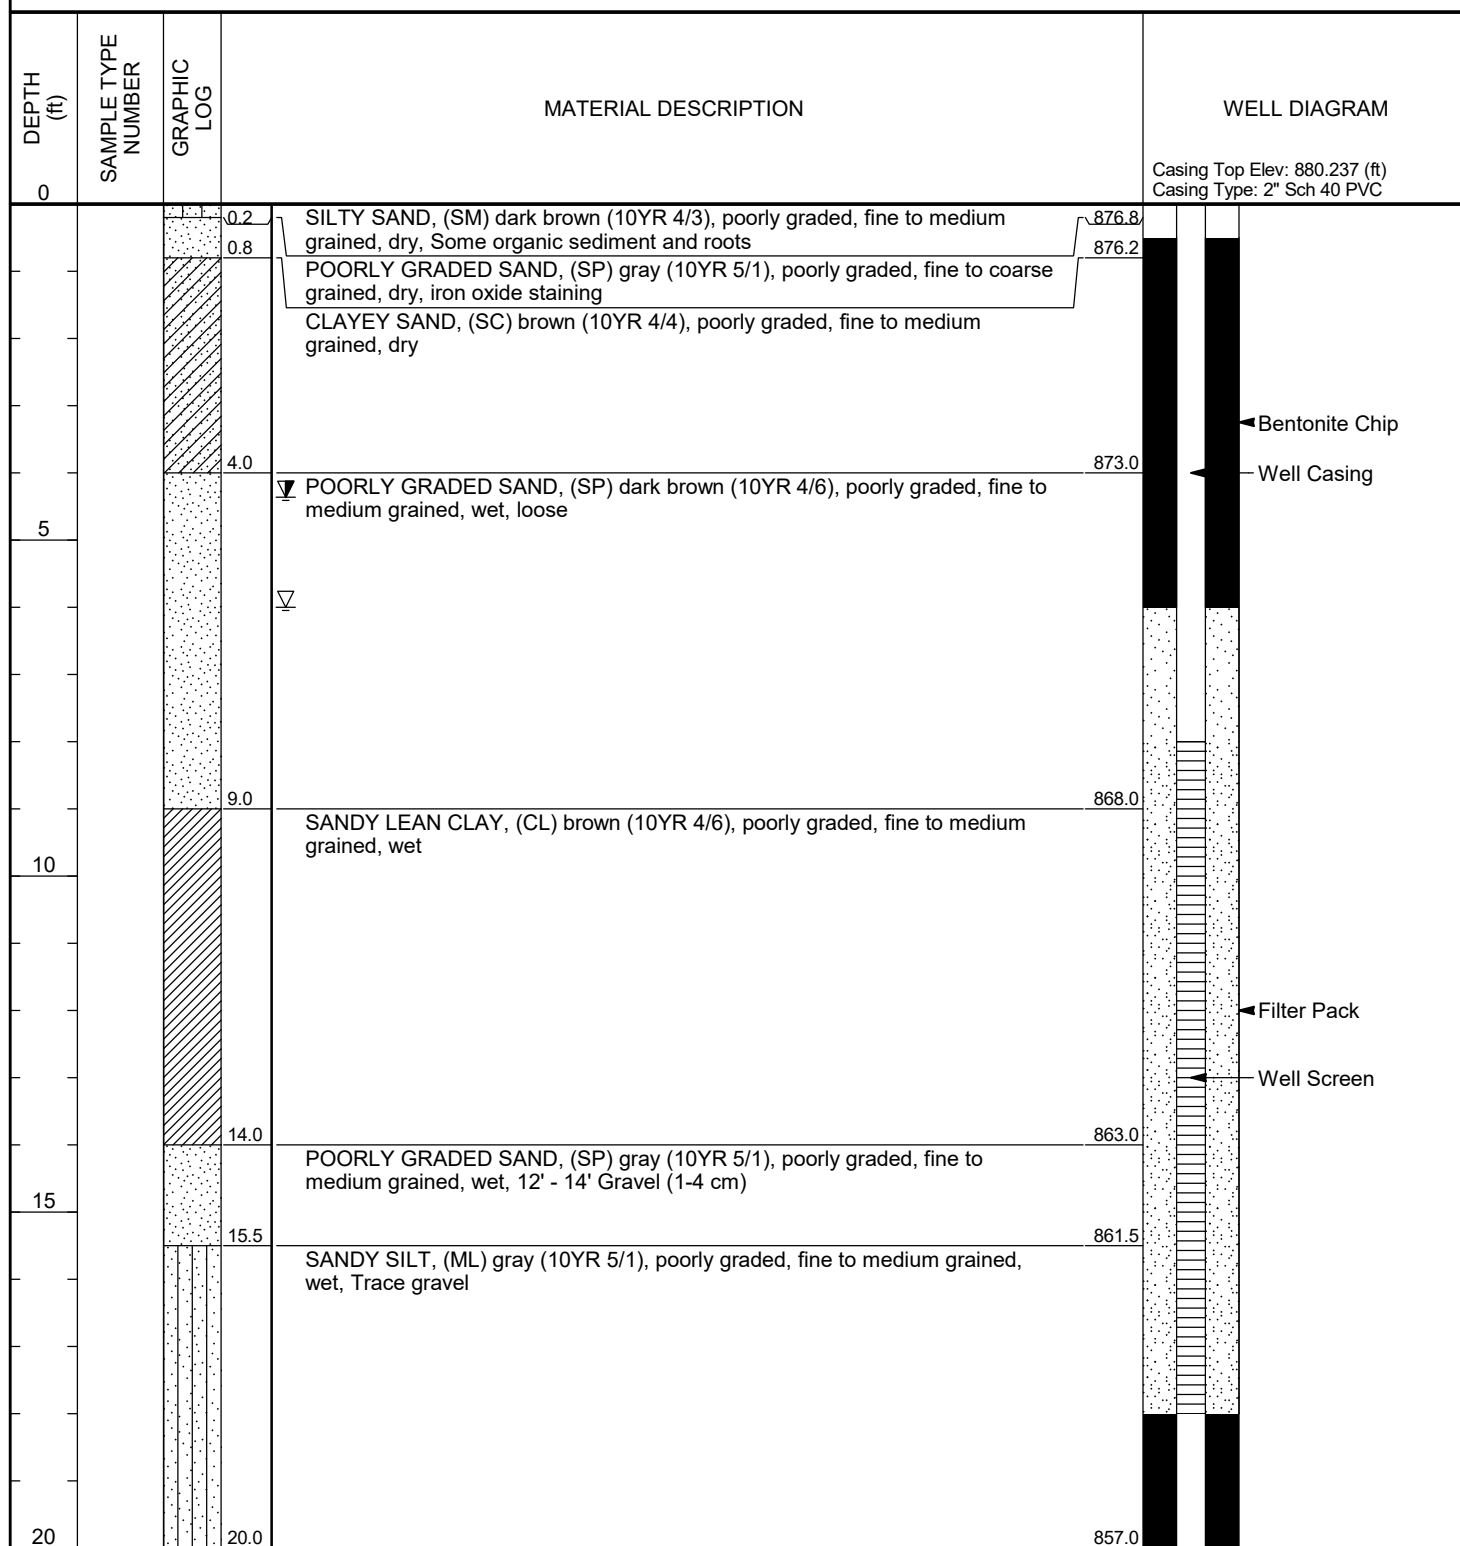 DEPTH
(ft)
SAMPLE TYPE
NUMBER
GRAPHIC
LOG
MATERIAL DESCRIPTION
WELL DIAGRAM
Casing Top Elev: 880.237 (ft)
Casing Type: 2" Sch 40 PVC
0
0.2
SILTY SAND, (SM) dark brown (10YR 4/3), poorly graded, fine to medium
grained, dry, Some organic sediment and roots
876.8
0.8
876.2
POORLY GRADED SAND, (SP) gray (10YR 5/1), poorly graded, fine to coarse
grained, dry, iron oxide staining
CLAYEY SAND, (SC) brown (10YR 4/4), poorly graded, fine to medium
grained, dry
Bentonite Chip
4.0
873.0
Well Casing
POORLY GRADED SAND, (SP) dark brown (10YR 4/6), poorly graded, fine to
medium grained, wet, loose
5
9.0
868.0
SANDY LEAN CLAY, (CL) brown (10YR 4/6), poorly graded, fine to medium
grained, wet
10
Filter Pack
Well Screen
14.0
863.0
POORLY GRADED SAND, (SP) gray (10YR 5/1), poorly graded, fine to
medium grained, wet, 12' - 14' Gravel (1-4 cm)
15
15.5
861.5
SANDY SILT, (ML) gray (10YR 5/1), poorly graded, fine to medium grained,
wet, Trace gravel
20
20.0
857.0